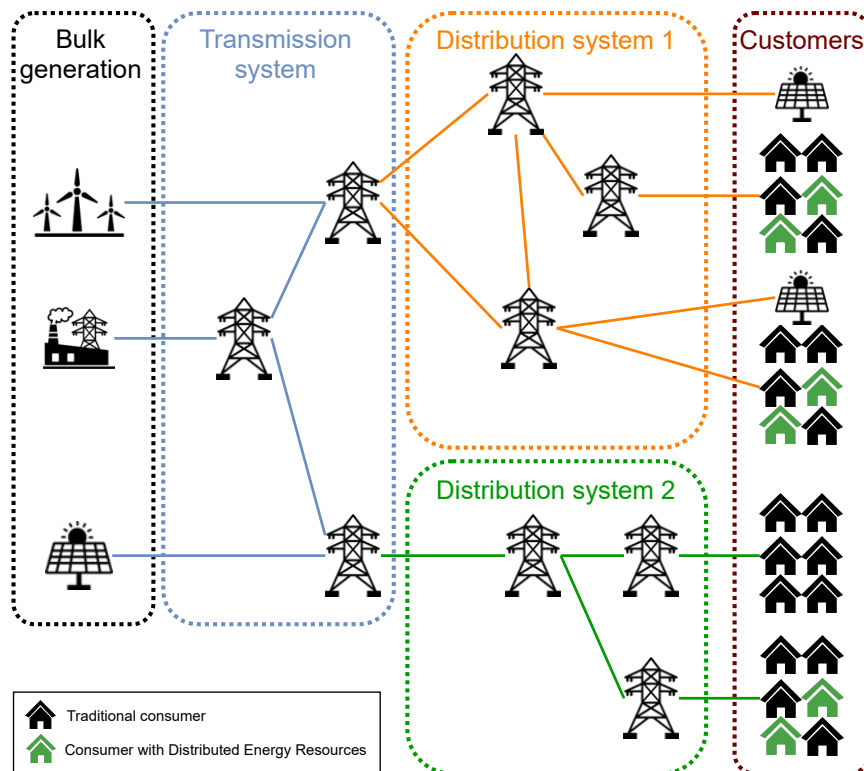 Bulk
generation
Transmission
system
Distribution system 1
Customers
Distribution system 2
Traditional consumer
Consumer with Distributed Energy Resources